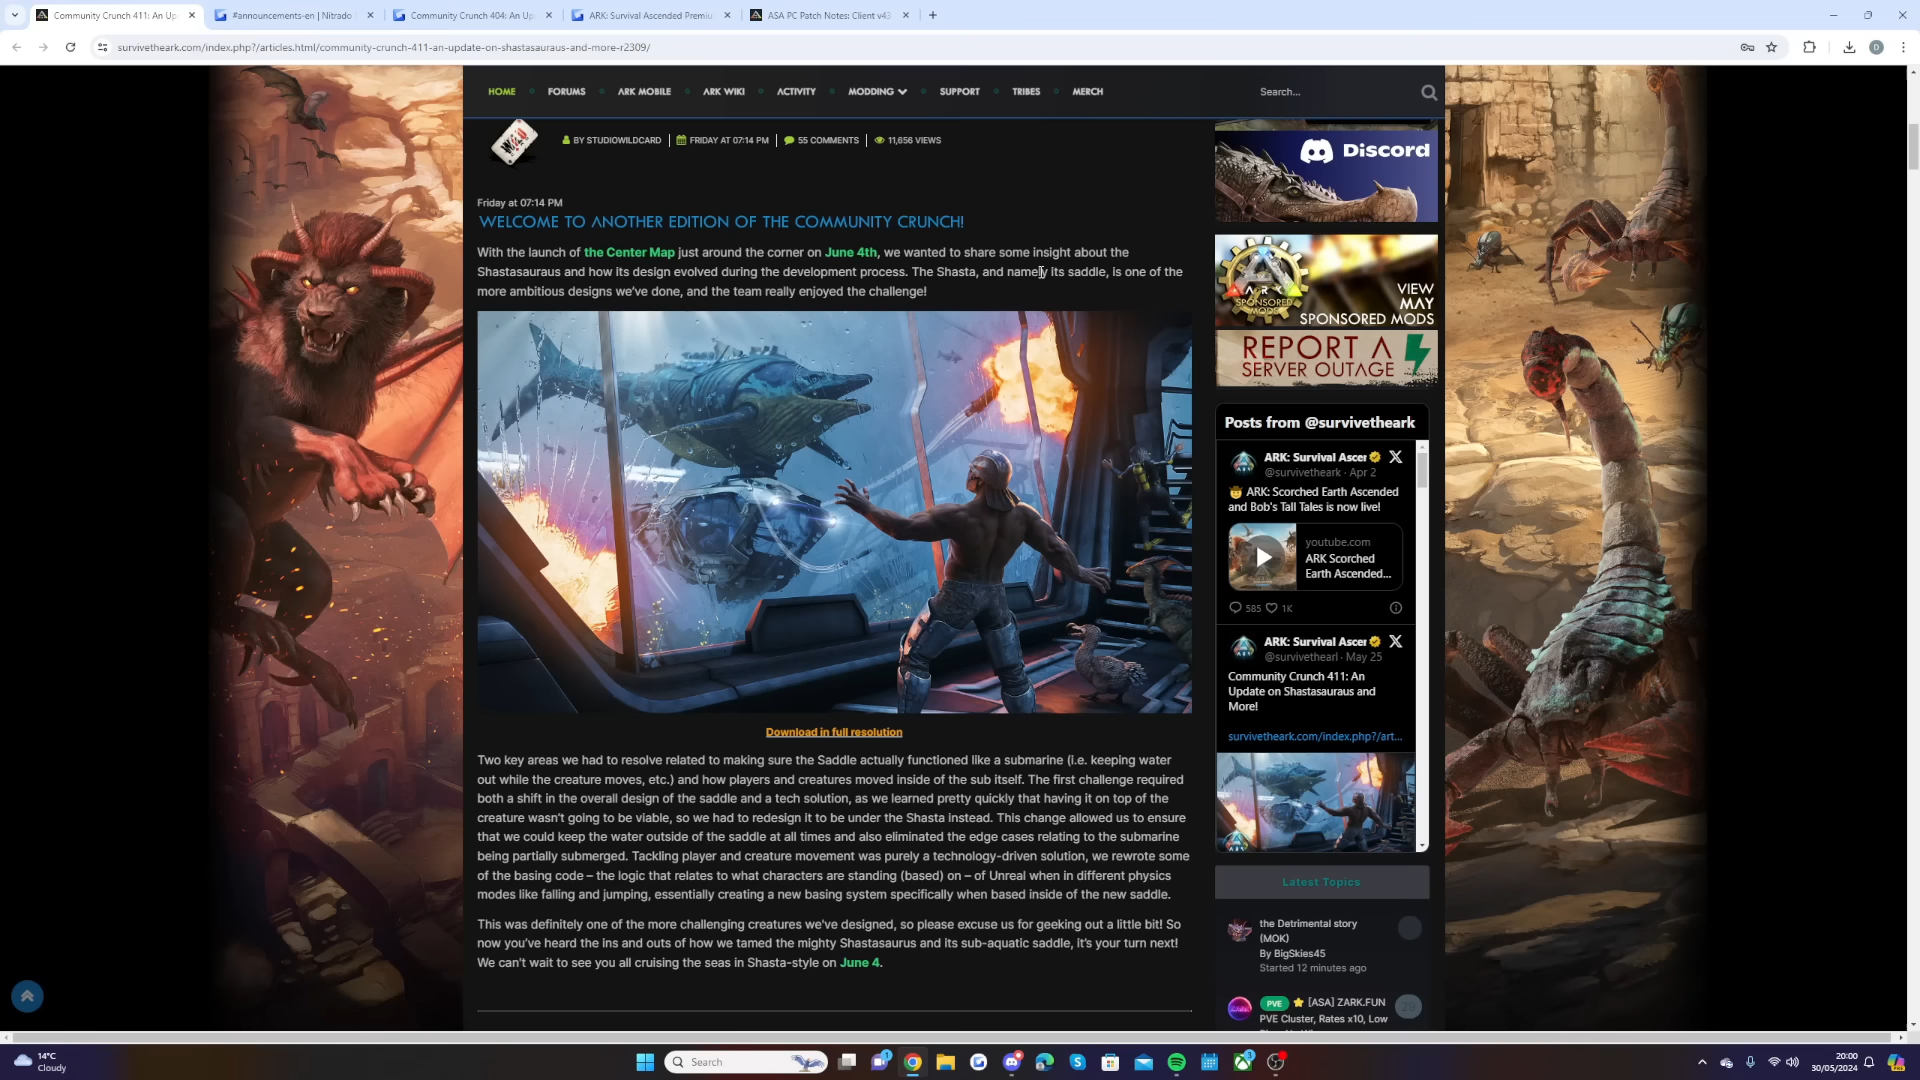 Community Crunch 411: An Up
#announcements-en | Nitrado
Community Crunch 404: An Up
ARK: Survival Ascended Premiu
ASA PC Patch Notes: Client v43
survivetheark.com/index.php?/articles.html/community-crunch-411-an-update-on-shastasauraus-and-more-r2309/
HOME
FORUMS
ARK MOBILE
ARK WIKI
ACTIVITY
MODDING
SUPPORT
TRIBES
MERCH
Search...
BY STUDIOWILDCARD
FRIDAY AT 07:14 PM
55 COMMENTS
11,656 VIEWS
Friday at 07:14 PM
WELCOME TO ANOTHER EDITION OF THE COMMUNITY CRUNCH!
With the launch of the Center Map just around the corner on June 4th, we wanted to share some insight about the
Shastasauraus and how its design evolved during the development process. The Shasta, and namely its saddle, is one of the
more ambitious designs we've done, and the team really enjoyed the challenge!
Download in full resolution
Two key areas we had to resolve related to making sure the Saddle actually functioned like a submarine (i.e. keeping water
out while the creature moves, etc.) and how players and creatures moved inside of the sub itself. The first challenge required
both a shift in the overall design of the saddle and a tech solution, as we learned pretty quickly that having it on top of the
creature wasn't going to be viable, so we had to redesign it to be under the Shasta instead. This change allowed us to ensure
that we could keep the water outside of the saddle at all times and also eliminated the edge cases relating to the submarine
being partially submerged. Tackling player and creature movement was purely a technology-driven solution, we rewrote some
of the basing code – the logic that relates to what characters are standing (based) on – of Unreal when in different physics
modes like falling and jumping, essentially creating a new basing system specifically when based inside of the new saddle.
This was definitely one of the more challenging creatures we've designed, so please excuse us for geeking out a little bit! So
now you've heard the ins and outs of how we tamed the mighty Shastasaurus and its sub-aquatic saddle, it's your turn next!
We can't wait to see you all cruising the seas in Shasta-style on June 4.
Discord
ARK
SPONSORED
MODS
VIEW
MAY
SPONSORED MODS
REPORT A
SERVER OUTAGE
Posts from @survivetheark
ARK: Survival Ascer
@survivetheark · Apr 2
ARK: Scorched Earth Ascended
and Bob's Tall Tales is now live!
youtube.com
ARK Scorched
Earth Ascended...
585
1K
ARK: Survival Ascer
@survivethearl · May 25
Community Crunch 411: An
Update on Shastasauraus and
More!
survivetheark.com/index.php?/art...
Latest Topics
the Detrimental story
(MOK)
By BigSkies45
Started 12 minutes ago
PVE
[ASA] ZARK.FUN
29
PVE Cluster, Rates x10, Low
14°C
Cloudy
Search
20:00
30/05/2024